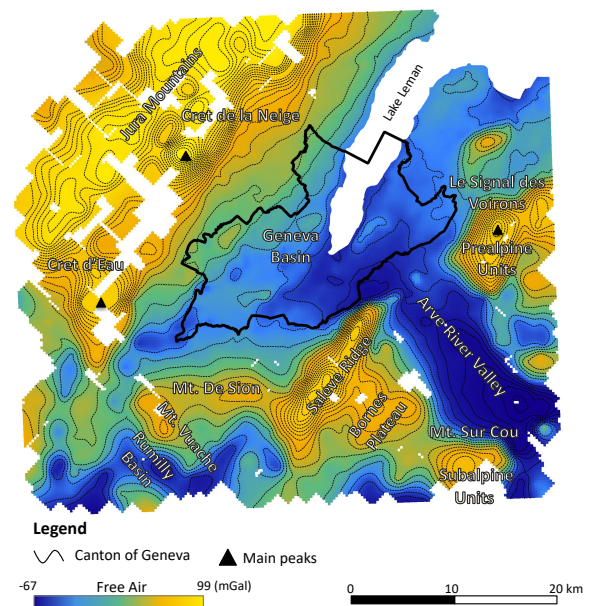 Lake Leman
Jura Mountains
Cret de la Neige
Le Signal des
Voirons
Geneva
Basin
Prealpine
Units
Cret d'Eau
Arve River Valley
Salève Ridge
Mt. De Sion
Bornes
Plateau
Mt. Vuache
Mt. Sur Cou
Rumilly
Basin
Subalpine
Units
Legend
Canton of Geneva
Main peaks
-67 Free Air 99 (mGal)
0 10 20 km